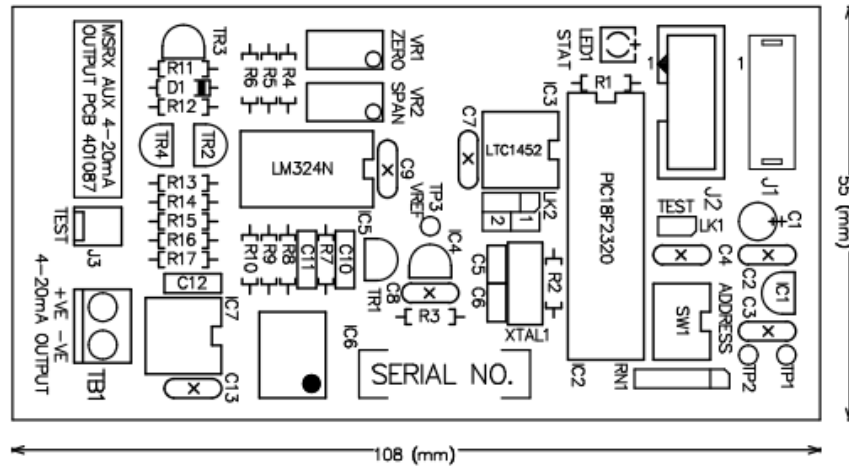 MSRX AUX 4-20mA
OUTPUT PCB 401087
TR3
R11
D1
R12
TR4
TR2
R13
R14
R15
R16
R17
C12
TEST
J3
4-20mA OUTPUT
+VE -VE
TB1
IC7
C13
R6
R5
R4
VR1
ZERO
VR2
SPAN
LM324N
C9
IC5
R10
R9
R8
C11
R7
C10
TR1
IC6
TP3
VREF
IC4
C8
R3
SERIAL NO.
C7
LTC1452
IC3
LK2
2
1
C5
C6
XTAL1
R2
LED1
STAT
+
R1
PIC18F2320
IC2
1
J2
1
J1
TEST
LK1
C1
+
C4
C2
IC1
C3
SW1
ADDRESS
RN1
TP2
TP1
55 (mm)
108 (mm)